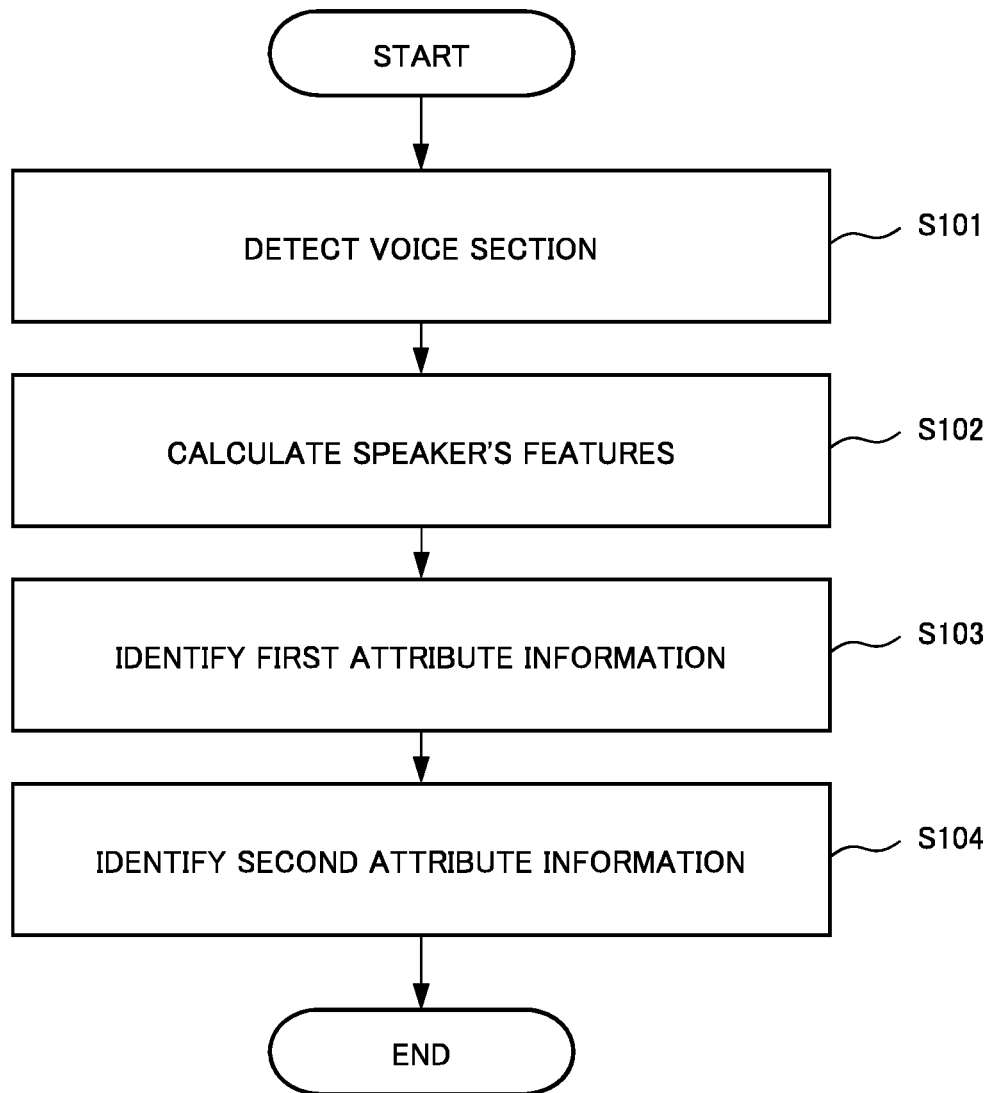 START
DETECT VOICE SECTION
S101
CALCULATE SPEAKER'S FEATURES
S102
IDENTIFY FIRST ATTRIBUTE INFORMATION
S103
IDENTIFY SECOND ATTRIBUTE INFORMATION
S104
END